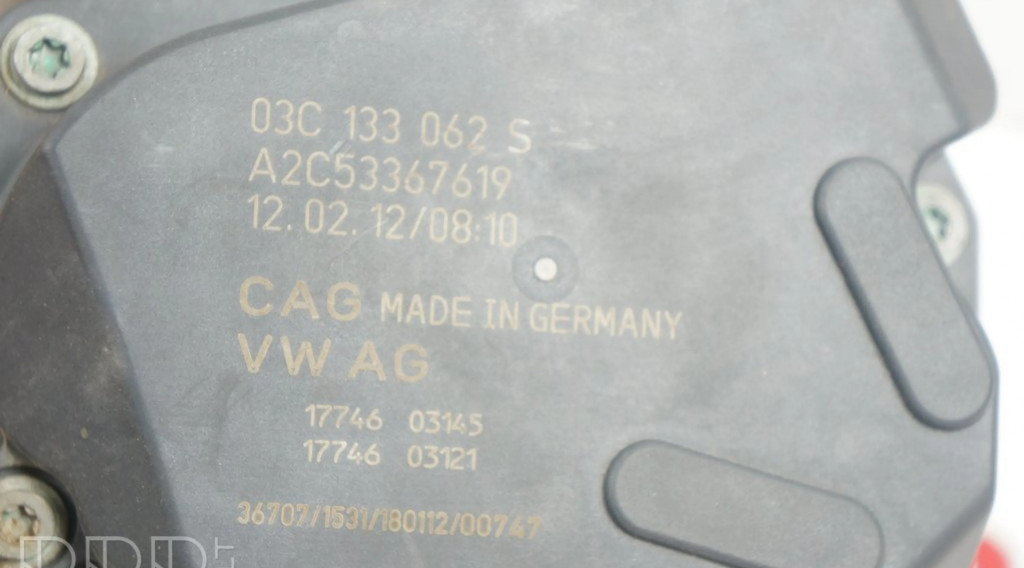 03C 133 062 S
A2C53367619
12.02.12/08:10
CAG MADE IN GERMANY
VW AG
17746 03145
17746 03121
36707/1531/180112/00747